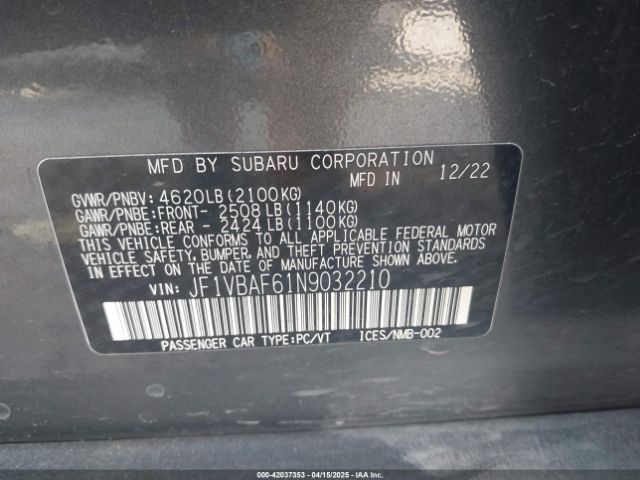 MFD BY SUBARU CORPORATION
MFD IN 12/22
GVWR/PNBV: 4620LB(2100KG)
GAWR/PNBE:FRONT- 2508LB(1140KG)
GAWR/PNBE:REAR - 2424LB(1100KG)
THIS VEHICLE CONFORMS TO ALL APPLICABLE FEDERAL MOTOR
VEHICLE SAFETY, BUMPER, AND THEFT PREVENTION STANDARDS
IN EFFECT ON THE DATE OF MANUFACTURE SHOWN ABOVE.
VIN: JF1VBAF61N9032210
PASSENGER CAR TYPE:PC/VT ICES/NMB-002
000-42037353 - 04/15/2025 - IAAI.COM